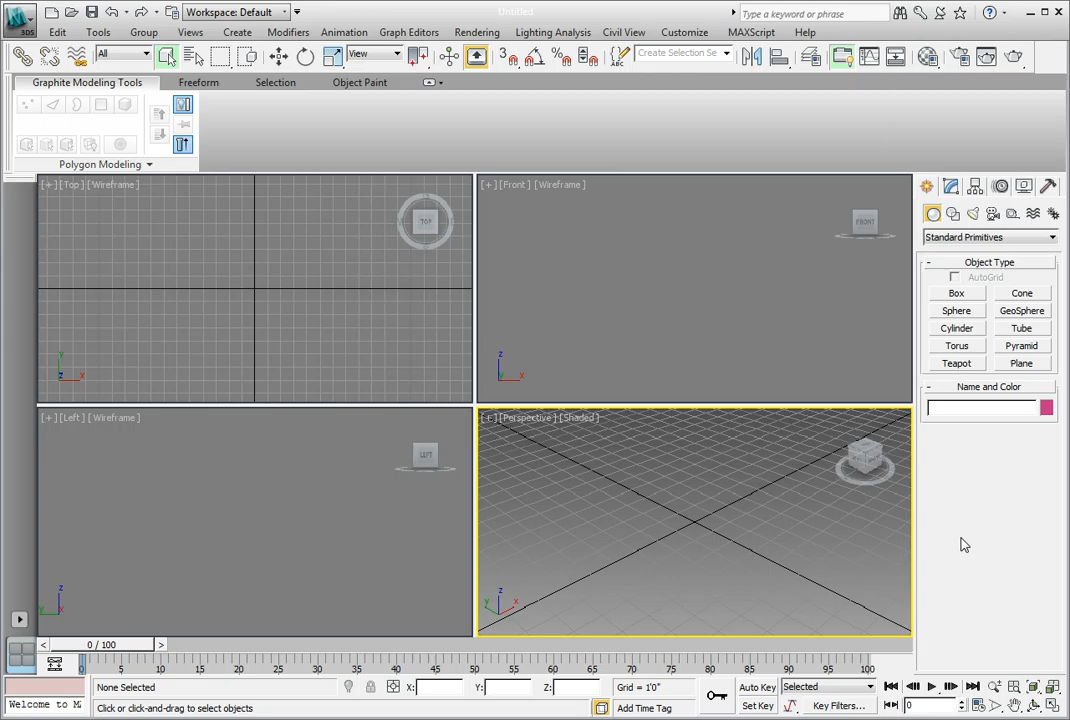 Workspace: Default
Untitled
Type a keyword or phrase
3DS
Edit Tools Group Views Create Modifiers Animation Graph Editors Rendering Lighting Analysis Civil View Customize MAXScript Help
All View 3 Create Selection Se
Graphite Modeling Tools Freeform Selection Object Paint
Polygon Modeling
[+] [Top] [Wireframe]
TOP
y
z x
[+] [Front] [Wireframe]
FRONT
z
y x
[+] [Left] [Wireframe]
LEFT
z
y x
[+] [Perspective] [Shaded]
z
y x
Standard Primitives
- Object Type
AutoGrid
Box Cone
Sphere GeoSphere
Cylinder Tube
Torus Pyramid
Teapot Plane
- Name and Color
< 0 / 100 >
0 5 10 15 20 25 30 35 40 45 50 55 60 65 70 75 80 85 90 95 100
None Selected X: Y: Z: Grid = 1'0" Auto Key Selected
Welcome to M Click or click-and-drag to select objects Add Time Tag Set Key Key Filters... 0